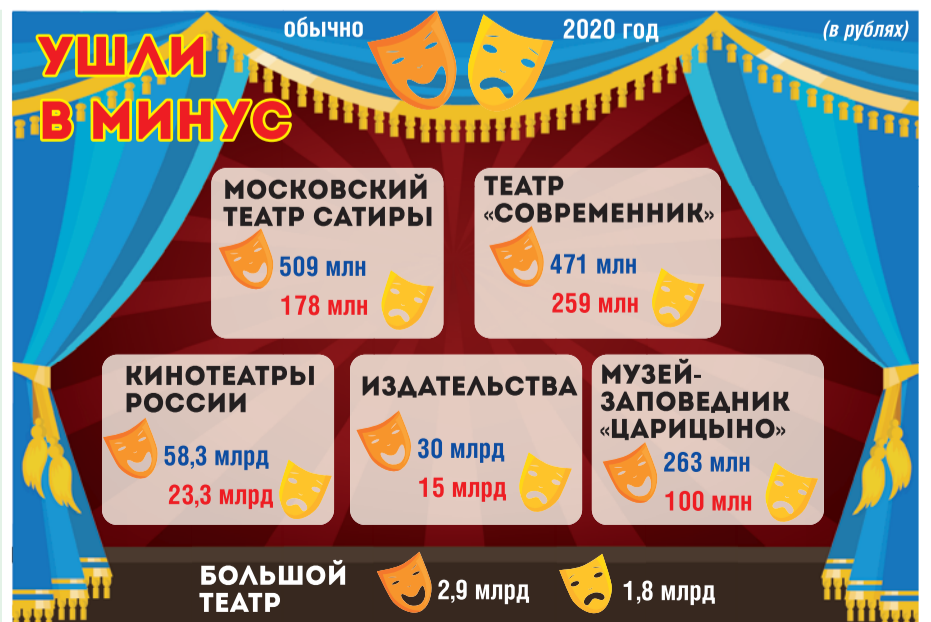 УШЛИ
В МИНУС
обычно
2020 год
(в рублях)
МОСКОВСКИЙ
ТЕАТР САТИРЫ
509 млн
178 млн
ТЕАТР
«СОВРЕМЕННИК»
471 млн
259 млн
КИНОТЕАТРЫ
РОССИИ
58,3 млрд
23,3 млрд
ИЗДАТЕЛЬСТВА
30 млрд
15 млрд
МУЗЕЙ-
ЗАПОВЕДНИК
«ЦАРИЦЫНО»
263 млн
100 млн
БОЛЬШОЙ
ТЕАТР
2,9 млрд
1,8 млрд